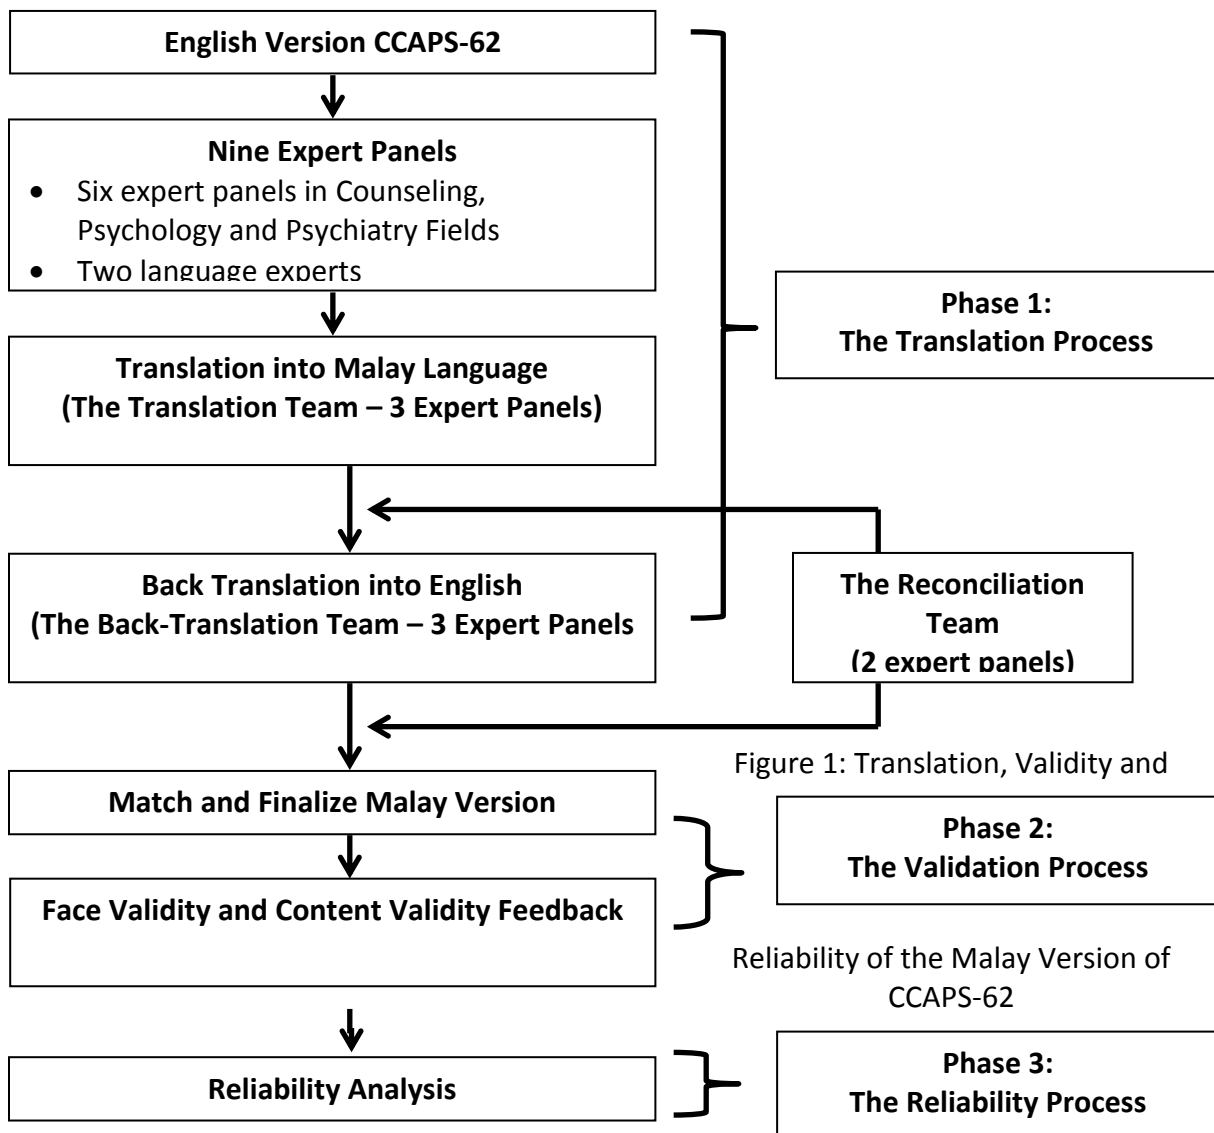 English Version CCAPS-62
Nine Expert Panels
• Six expert panels in Counseling,
Psychology and Psychiatry Fields
• Two language experts
Phase 1:
The Translation Process
Translation into Malay Language
(The Translation Team – 3 Expert Panels)
Back Translation into English
(The Back-Translation Team – 3 Expert Panels
The Reconciliation
Team
(2 expert panels)
Figure 1: Translation, Validity and
Match and Finalize Malay Version
Phase 2:
The Validation Process
Face Validity and Content Validity Feedback
Reliability of the Malay Version of
CCAPS-62
Reliability Analysis
Phase 3:
The Reliability Process